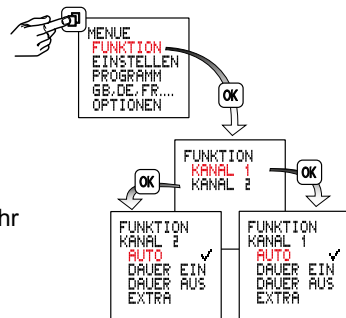 MENUE
FUNKTION
EINSTELLEN
PROGRAMM
GB,DE,FR....
OPTIONEN
OK
FUNKTION
KANAL 1
KANAL 2
OK
OK
hr
FUNKTION
KANAL 2
AUTO ✓
DAUER EIN
DAUER AUS
EXTRA
FUNKTION
KANAL 1
AUTO ✓
DAUER EIN
DAUER AUS
EXTRA